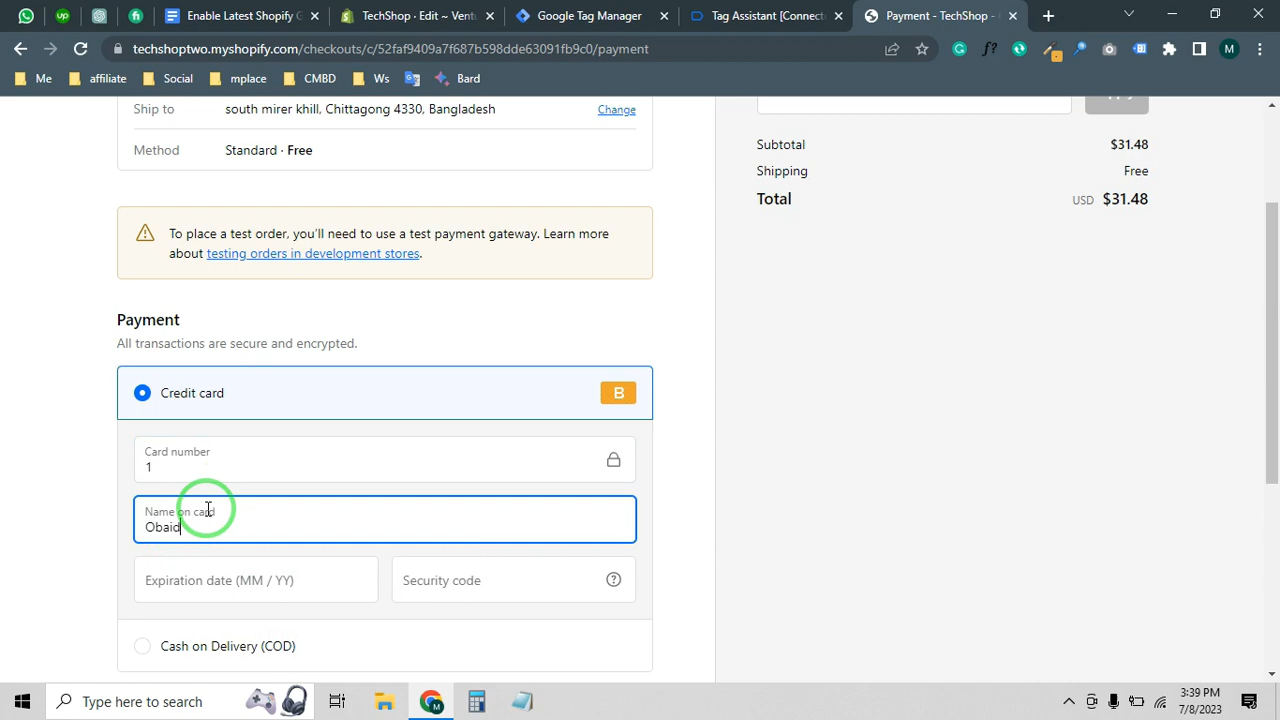 Enable Latest Shopify G
TechShop · Edit ~ Ventu
Google Tag Manager
Tag Assistant [Connect
Payment - TechShop -
techshoptwo.myshopify.com/checkouts/c/52faf9409a7f687b598dde63091fb9c0/payment
Me
affiliate
Social
mplace
CMBD
Ws
Bard
Ship to south mirer khill, Chittagong 4330, Bangladesh Change
Method Standard · Free
Subtotal $31.48
Shipping Free
Total USD $31.48
To place a test order, you'll need to use a test payment gateway. Learn more
about testing orders in development stores.
Payment
All transactions are secure and encrypted.
Credit card B
Card number
1
Name on card
Obaid
Expiration date (MM / YY) Security code
Cash on Delivery (COD)
Type here to search
3:39 PM
7/8/2023